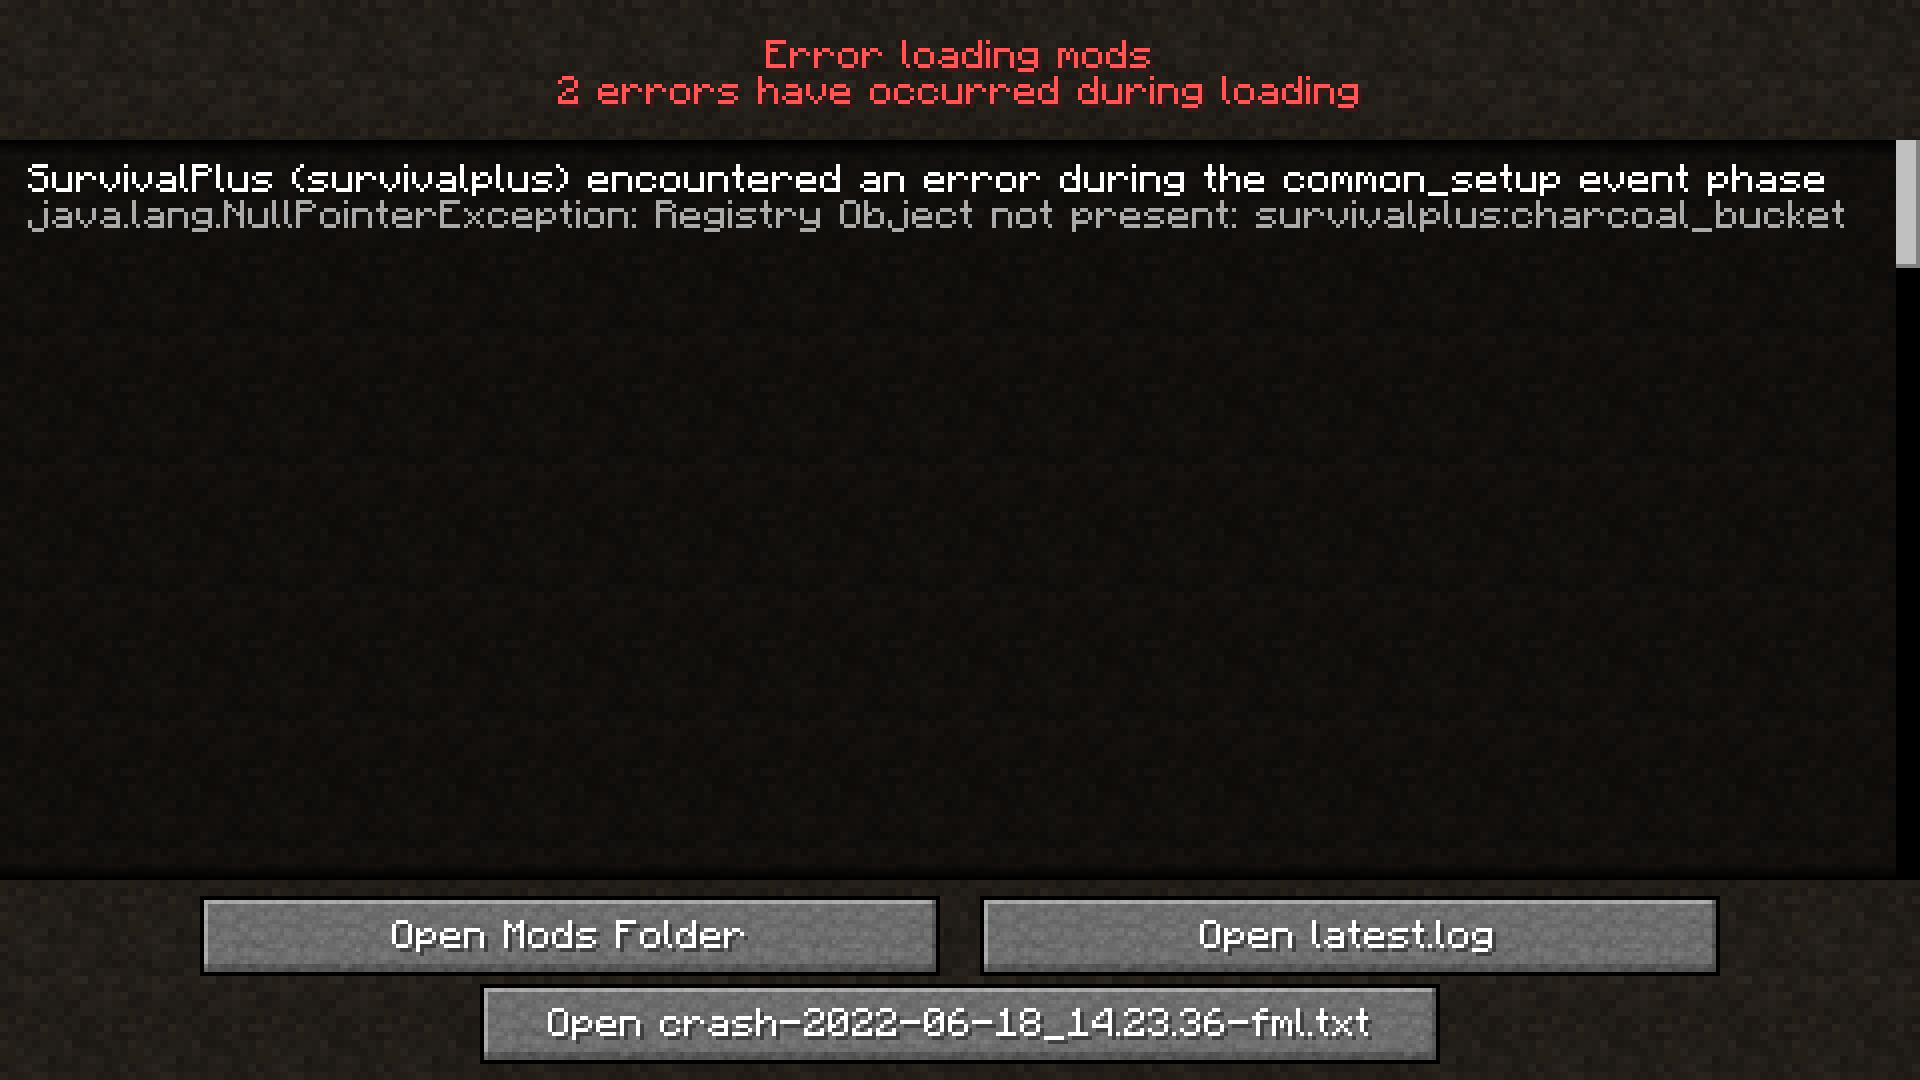 Error loading mods
2 errors have occurred during loading
SurvivalPlus (survivalplus) encountered an error during the common_setup event phase
java.lang.NullPointerException: Registry Object not present: survivalplus:charcoal_bucket
Open Mods Folder
Open latest.log
Open crash-2022-06-18_14.23.36-fml.txt